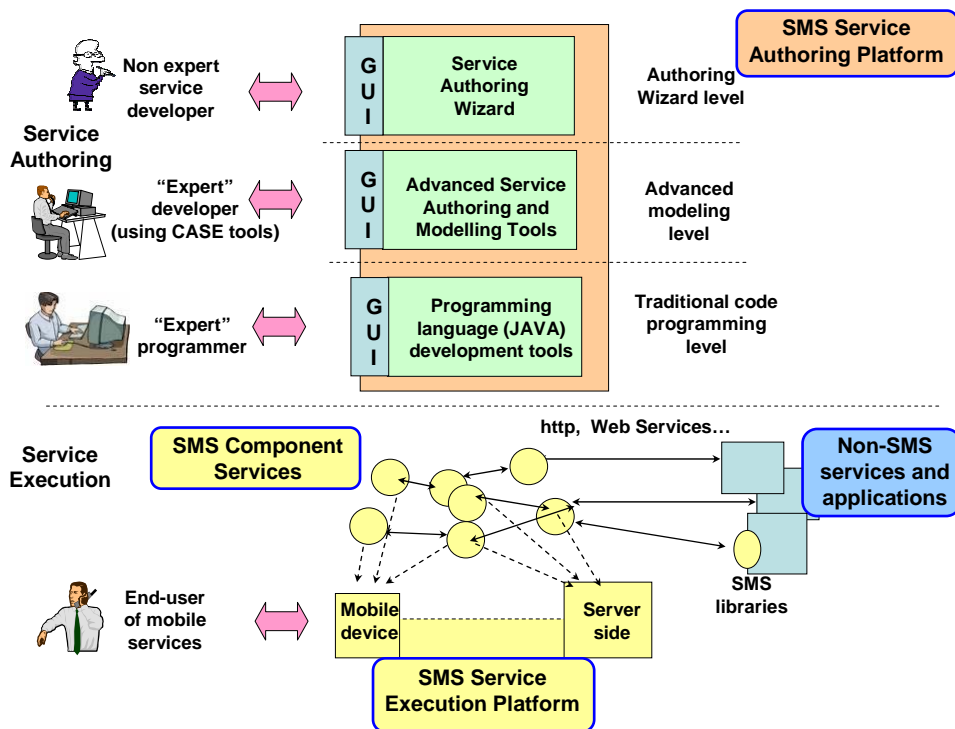 SMS Service
Authoring Platform
Non expert
service
developer
G
U
I
Service
Authoring
Wizard
Authoring
Wizard level
Service
Authoring
“Expert”
developer
(using CASE tools)
G
U
I
Advanced Service
Authoring and
Modelling Tools
Advanced
modeling
level
“Expert”
programmer
G
U
I
Programming
language (JAVA)
development tools
Traditional code
programming
level
Service
Execution
SMS Component
Services
http, Web Services…
Non-SMS
services and
applications
SMS
libraries
End-user
of mobile
services
Mobile
device
Server
side
SMS Service
Execution Platform